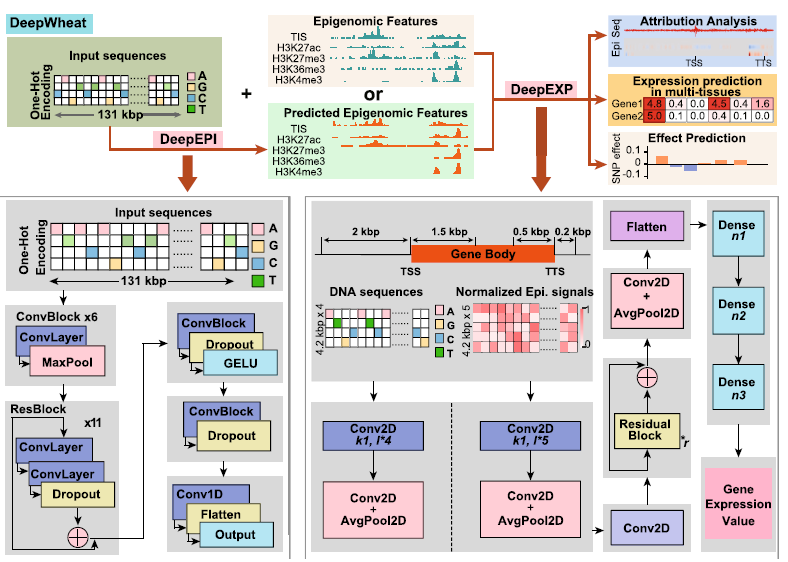 DeepWheat
Input sequences
One-Hot
Encoding
A
G
C
T
131 kbp
DeepEPI
+
Epigenomic Features
TIS
H3K27ac
H3K27me3
H3K36me3
H3K4me3
or
Predicted Epigenomic Features
TIS
H3K27ac
H3K27me3
H3K36me3
H3K4me3
DeepEXP
Attribution Analysis
Epi Seq
TSS
TTS
Expression prediction
in multi-tissues
Gene1 4.8 0.4 0.0 4.5 0.4 1.6
Gene2 5.0 0.1 0.0 0.4 0.1 0.0
Effect Prediction
SNP effect
0.1
0
-0.1
Input sequences
One-Hot
Encoding
A
G
C
T
131 kbp
ConvBlock x6
ConvLayer
MaxPool
ResBlock
x11
ConvLayer
ConvLayer
Dropout
ConvBlock
Dropout
GELU
ConvBlock
Dropout
Conv1D
Flatten
Output
2 kbp
1.5 kbp
0.5 kbp
0.2 kbp
Gene Body
TSS
TTS
DNA sequences
4.2 kbp x 4
A
G
C
T
Normalized Epi. signals
4.2 kbp x 5
1
0
Conv2D
k1, l*4
Conv2D
+
AvgPool2D
Conv2D
k1, l*5
Conv2D
+
AvgPool2D
Conv2D
Residual
Block
*r
Conv2D
+
AvgPool2D
Flatten
Dense
n1
Dense
n2
Dense
n3
Gene
Expression
Value